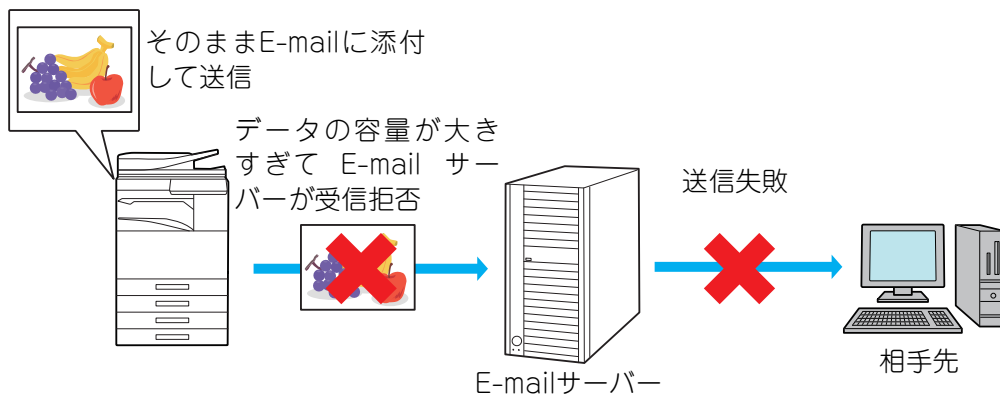 そのままE-mailに添付
して送信
データの容量が大き
すぎて E-mail サー
バーが受信拒否
送信失敗
E-mailサーバー
相手先